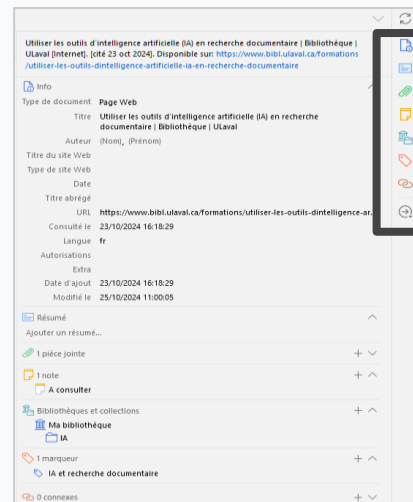 Utiliser les outils d'intelligence artificielle (IA) en recherche documentaire | Bibliothèque |
ULaval [Internet]. [cité 23 oct 2024]. Disponible sur: https://www.bibl.ulaval.ca/formations
/utiliser-les-outils-dintelligence-artificielle-ia-en-recherche-documentaire
Info
Type de document Page Web
Titre Utiliser les outils d'intelligence artificielle (IA) en recherche
documentaire | Bibliothèque | ULaval
Auteur (Nom), (Prénom)
Titre du site Web
Type de site Web
Date
Titre abrégé
URL https://www.bibl.ulaval.ca/formations/utiliser-les-outils-dintelligence-ar...
Consulté le 23/10/2024 16:18:29
Langue fr
Autorisations
Extra
Date d'ajout 23/10/2024 16:18:29
Modifié le 25/10/2024 11:00:05
Résumé
Ajouter un résumé...
1 pièce jointe
1 note
A consulter
Bibliothèques et collections
Ma bibliothèque
IA
1 marqueur
IA et recherche documentaire
0 connexes